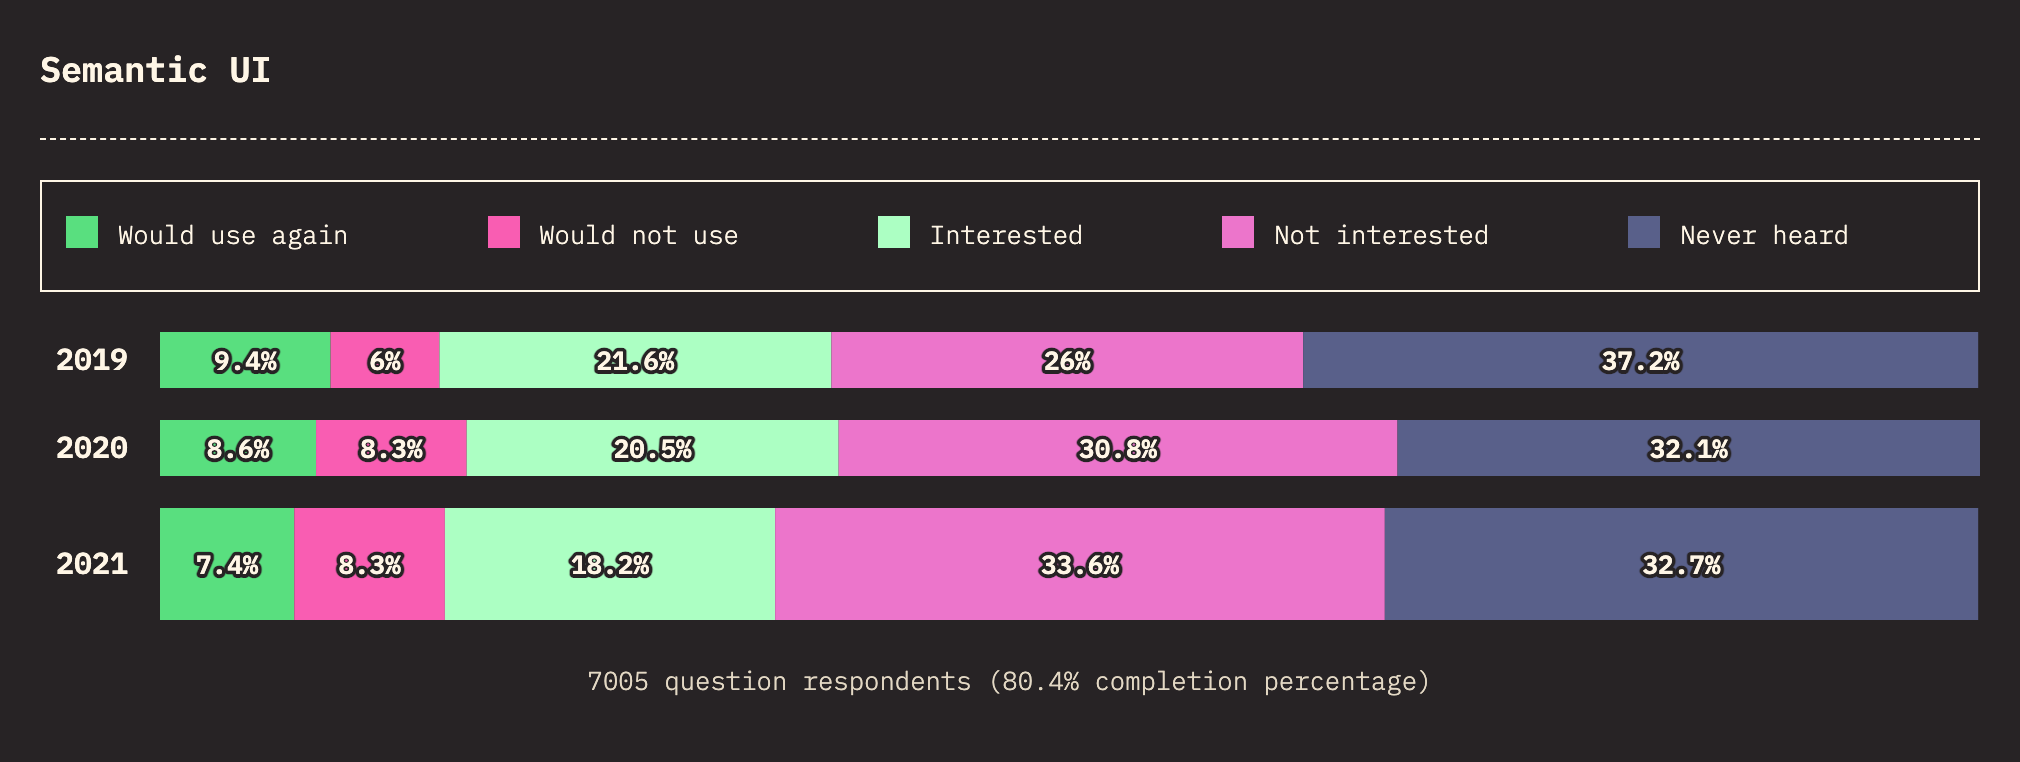 Semantic UI
Would use again Would not use Interested Not interested Never heard
2019 9.4% 6% 21.6% 26% 37.2%
2020 8.6% 8.3% 20.5% 30.8% 32.1%
2021 7.4% 8.3% 18.2% 33.6% 32.7%
7005 question respondents (80.4% completion percentage)